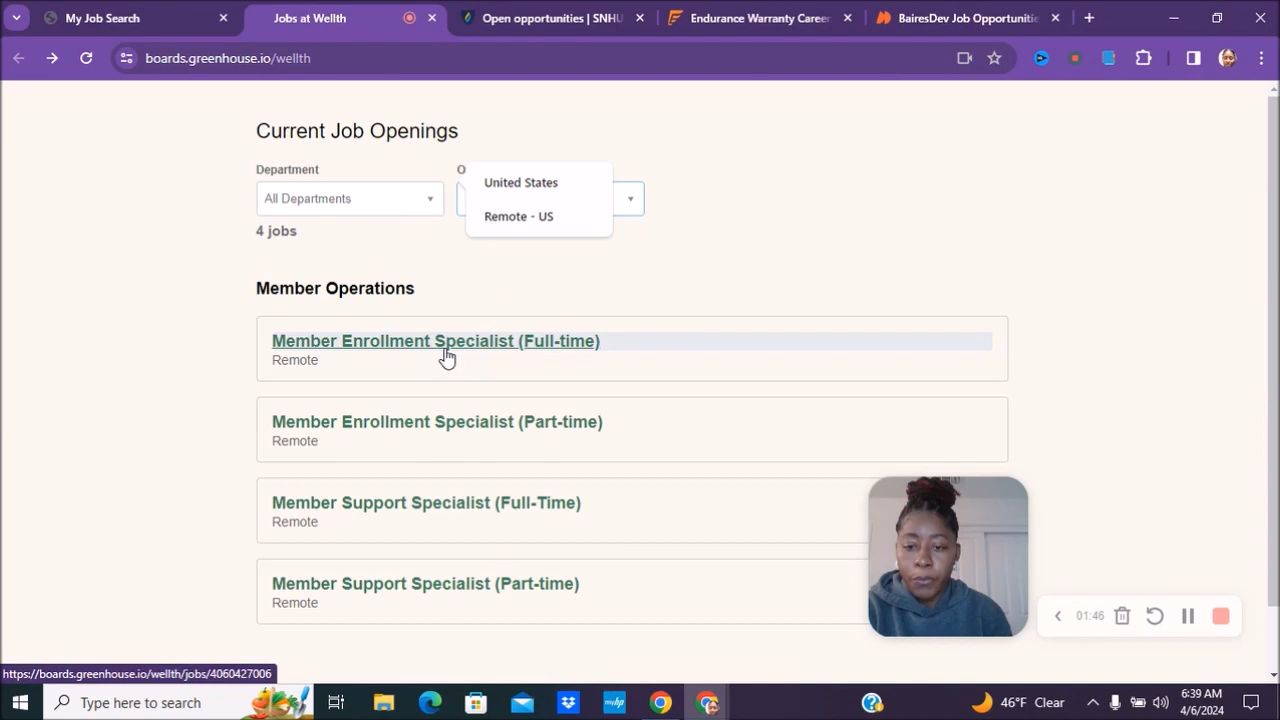 My Job Search
Jobs at Wellth
Open opportunities | SNHU
Endurance Warranty Career
BairesDev Job Opportunitie
boards.greenhouse.io/wellth
Current Job Openings
Department
O
All Departments
United States
Remote - US
4 jobs
Member Operations
Member Enrollment Specialist (Full-time)
Remote
Member Enrollment Specialist (Part-time)
Remote
Member Support Specialist (Full-Time)
Remote
Member Support Specialist (Part-time)
Remote
01:46
https://boards.greenhouse.io/wellth/jobs/4060427006
Type here to search
myhp
46°F Clear
6:39 AM
4/6/2024